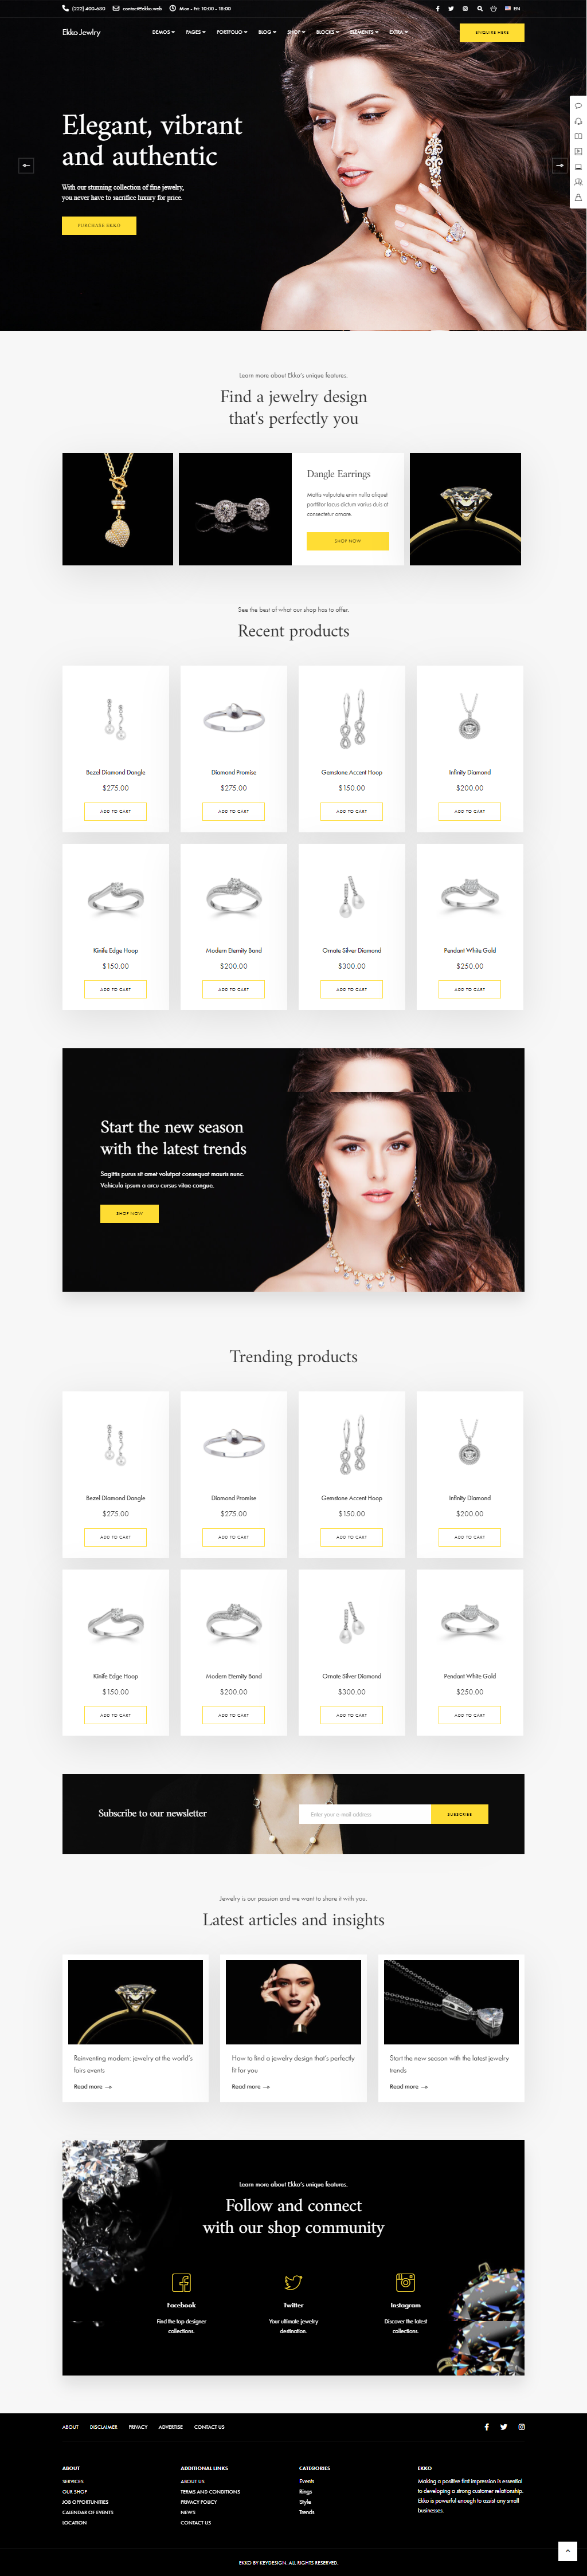 (222) 400-630 contact@ekko.web Mon - Fri: 10:00 - 18:00 EN
Ekko Jewlry DEMOS PAGES PORTFOLIO BLOG SHOP BLOCKS ELEMENTS EXTRA ENQUIRE HERE
Elegant, vibrant
and authentic
With our stunning collection of fine jewelry,
you never have to sacrifice luxury for price.
PURCHASE EKKO
Learn more about Ekko's unique features.
Find a jewelry design
that's perfectly you
Dangle Earrings
Mattis vulputate enim nulla aliquet
porttitor lacus dictum varius duis at
consectetur ornare.
SHOP NOW
See the best of what our shop has to offer.
Recent products
Bezel Diamond Dangle Diamond Promise Gemstone Accent Hoop Infinity Diamond
$275.00 $275.00 $150.00 $200.00
ADD TO CART ADD TO CART ADD TO CART ADD TO CART
Kinife Edge Hoop Modern Eternity Band Ornate Silver Diamond Pendant White Gold
$150.00 $200.00 $300.00 $250.00
ADD TO CART ADD TO CART ADD TO CART ADD TO CART
Start the new season
with the latest trends
Sagittis purus sit amet volutpat consequat mauris nunc.
Vehicula ipsum a arcu cursus vitae congue.
SHOP NOW
Trending products
Bezel Diamond Dangle Diamond Promise Gemstone Accent Hoop Infinity Diamond
$275.00 $275.00 $150.00 $200.00
ADD TO CART ADD TO CART ADD TO CART ADD TO CART
Kinife Edge Hoop Modern Eternity Band Ornate Silver Diamond Pendant White Gold
$150.00 $200.00 $300.00 $250.00
ADD TO CART ADD TO CART ADD TO CART ADD TO CART
Subscribe to our newsletter Enter your e-mail address SUBSCRIBE
Jewelry is our passion and we want to share it with you.
Latest articles and insights
Reinventing modern: jewelry at the world's
fairs events
Read more →
How to find a jewelry design that's perfectly
fit for you
Read more →
Start the new season with the latest jewelry
trends
Read more →
Learn more about Ekko's unique features.
Follow and connect
with our shop community
Facebook
Find the top designer
collections.
Twitter
Your ultimate jewelry
destination.
Instagram
Discover the latest
collections.
ABOUT DISCLAIMER PRIVACY ADVERTISE CONTACT US
ABOUT
SERVICES
OUR SHOP
JOB OPPORTUNITIES
CALENDAR OF EVENTS
LOCATION
ADDITIONAL LINKS
ABOUT US
TERMS AND CONDITIONS
PRIVACY POLICY
NEWS
CONTACT US
CATEGORIES
Events
Rings
Style
Trends
EKKO
Making a positive first impression is essential
to developing a strong customer relationship.
Ekko is powerful enough to assist any small
businesses.
EKKO BY KEYDESIGN. ALL RIGHTS RESERVED.